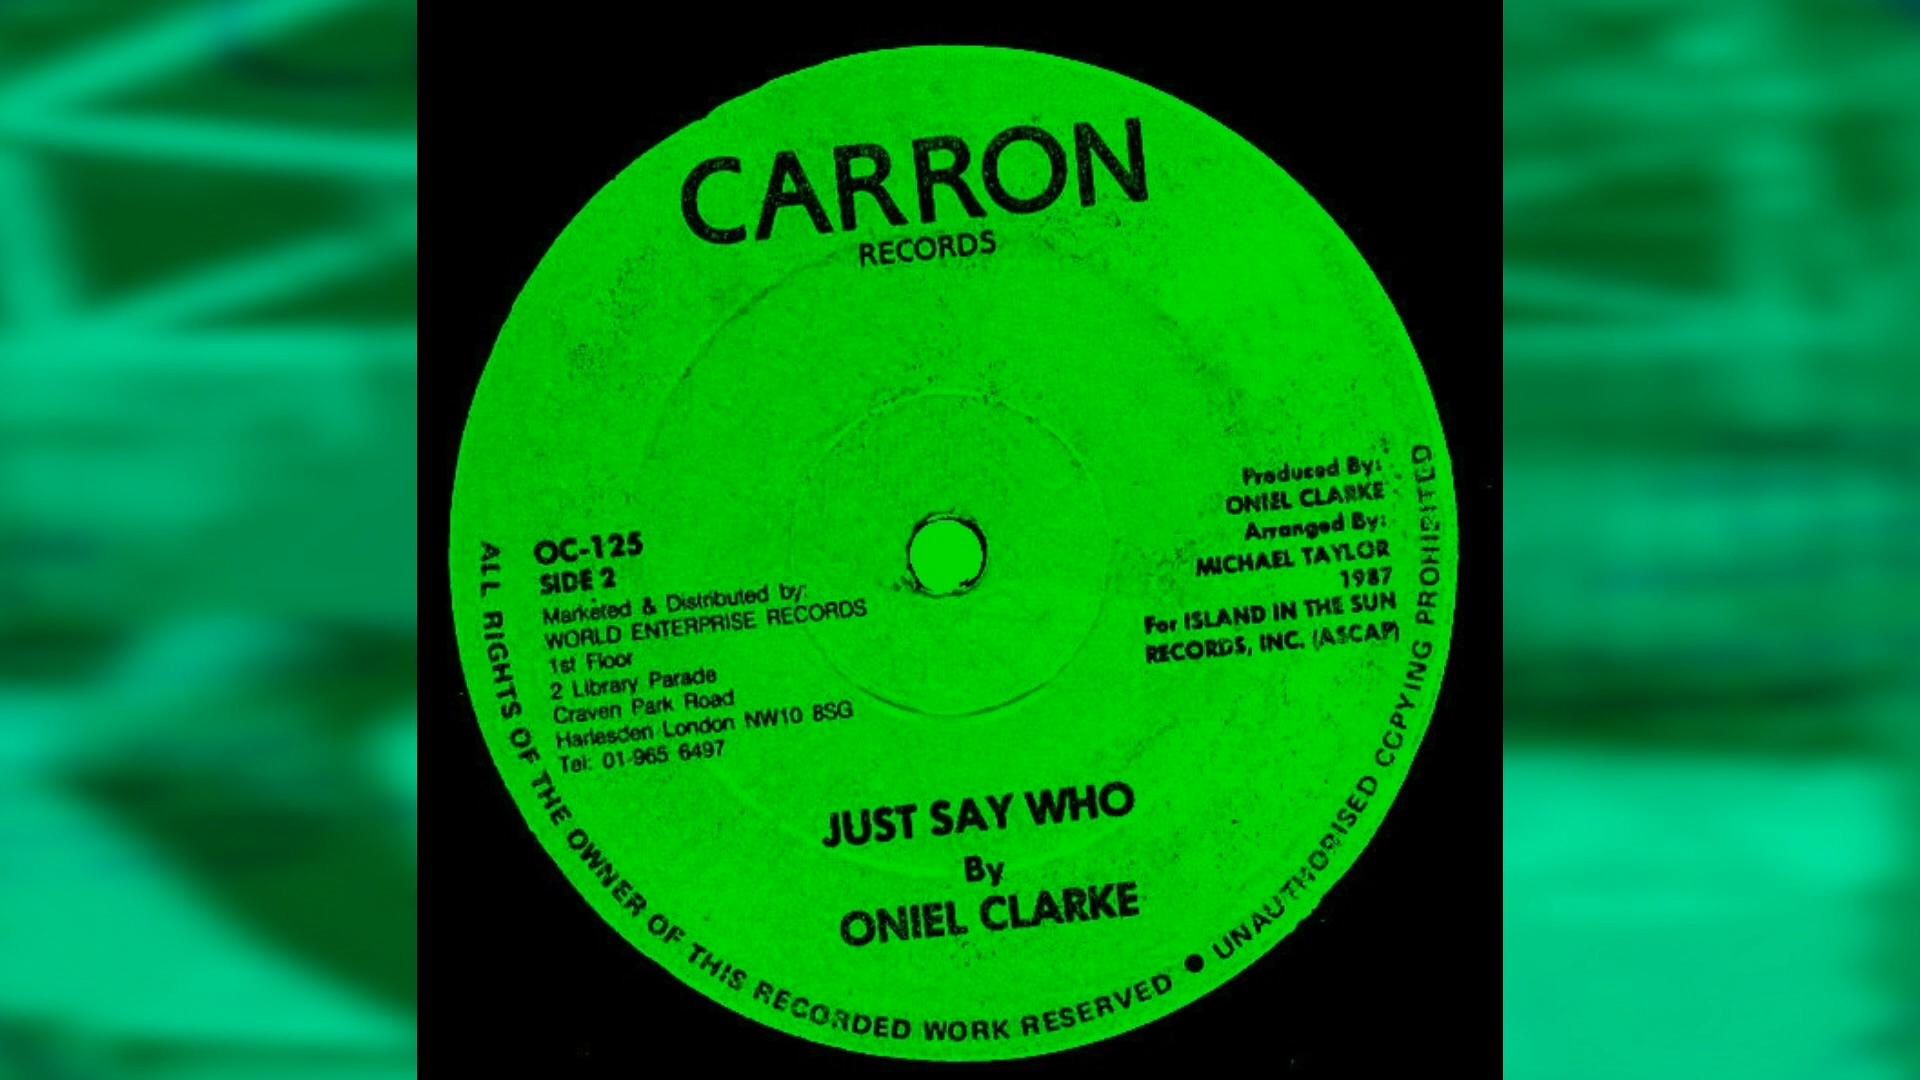 CARRON
RECORDS
Produced By:
ONIEL CLARKE
Arranged By:
MICHAEL TAYLOR
1987
For ISLAND IN THE SUN
RECORDS, INC. (ASCAP)
OC-125
SIDE 2
Marketed & Distributed by:
WORLD ENTERPRISE RECORDS
1st Floor
2 Library Parade
Craven Park Road
Harlesden London NW10 8SG
Tel: 01-965 6497
JUST SAY WHO
By
ONIEL CLARKE
ALL RIGHTS OF THE OWNER OF THIS RECORDED WORK RESERVED ● UNAUTHORISED COPYING PROHIBITED